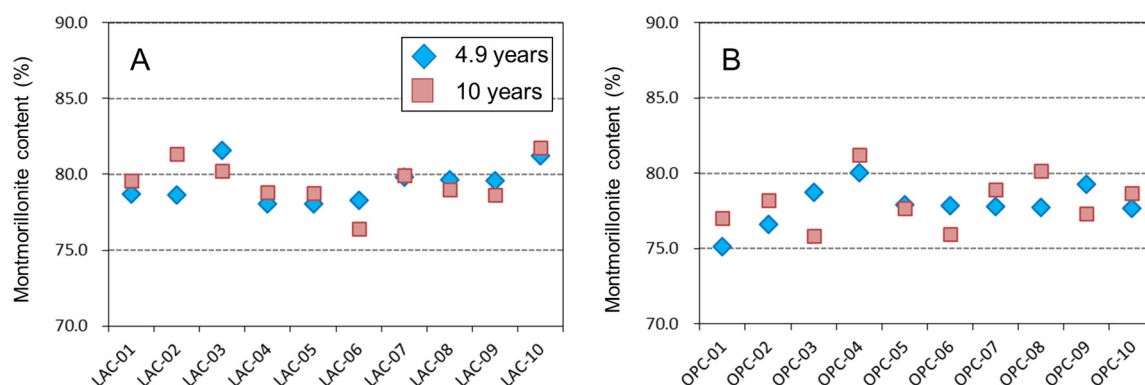 A
4.9 years
10 years
Montmorillonite content (%)
90.0
85.0
80.0
75.0
70.0
LAC-01
LAC-02
LAC-03
LAC-04
LAC-05
LAC-06
LAC-07
LAC-08
LAC-09
LAC-10
B
Montmorillonite content (%)
90.0
85.0
80.0
75.0
70.0
OPC-01
OPC-02
OPC-03
OPC-04
OPC-05
OPC-06
OPC-07
OPC-08
OPC-09
OPC-10